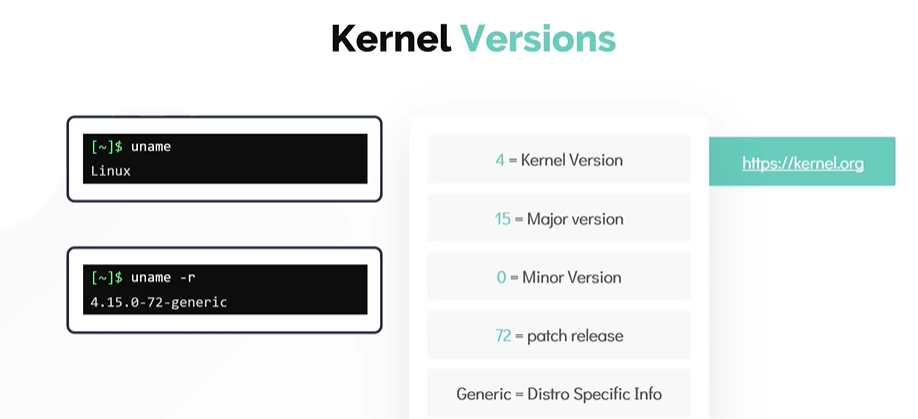 Kernel Versions
[~]$ uname
Linux
[~]$ uname -r
4.15.0-72-generic
4 = Kernel Version
15 = Major version
0 = Minor Version
72 = patch release
Generic = Distro Specific Info
https://kernel.org